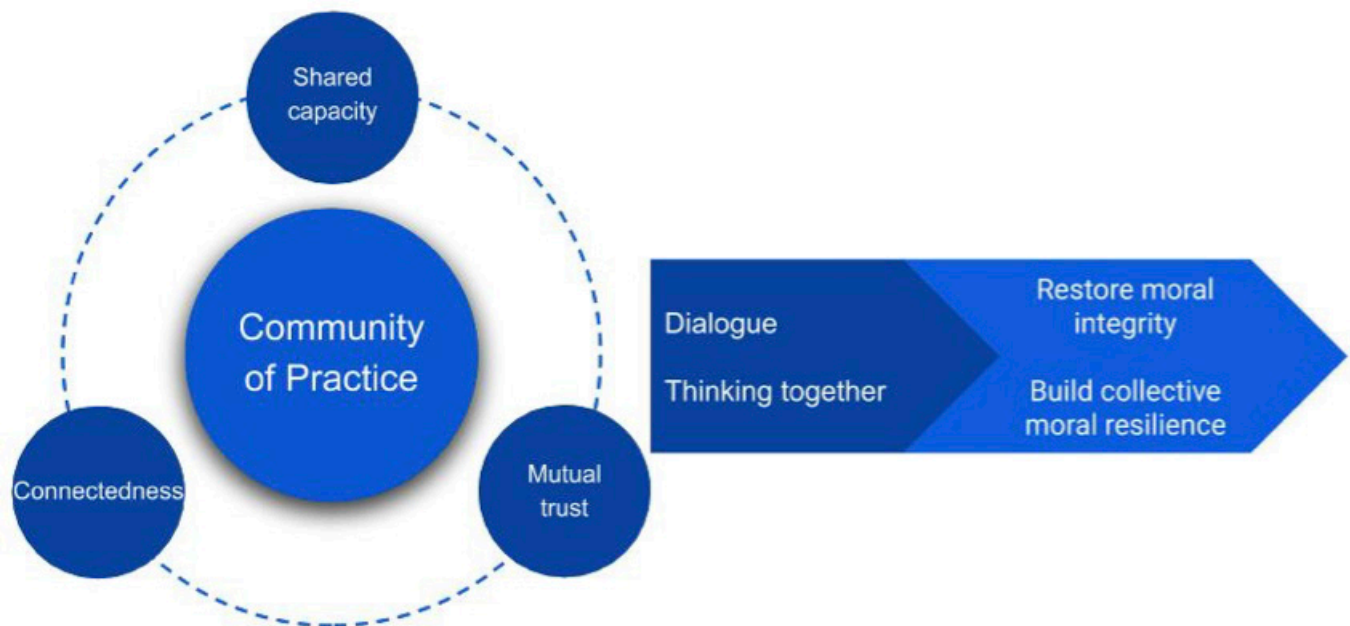 Shared
capacity
Community
of Practice
Connectedness
Mutual
trust
Dialogue
Thinking together
Restore moral
integrity
Build collective
moral resilience